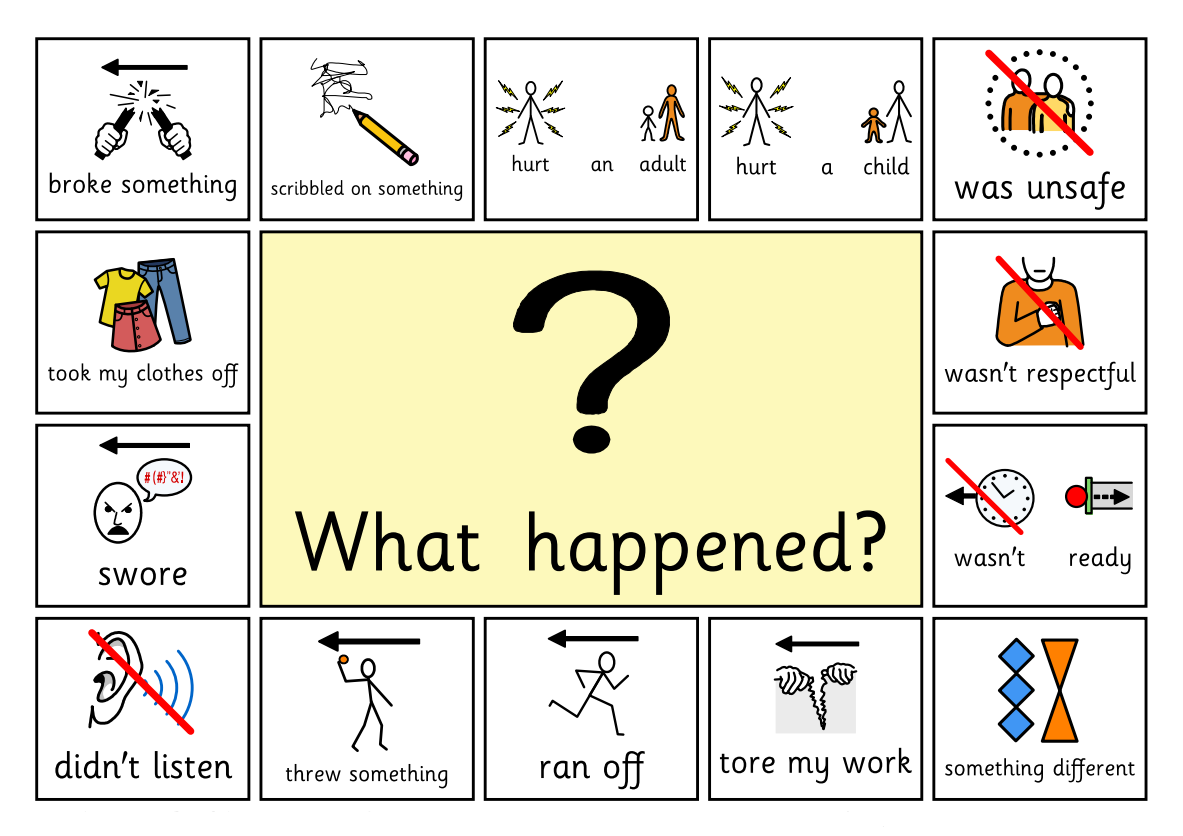 broke something
scribbled on something
hurt an adult
hurt a child
was unsafe
took my clothes off
?
What happened?
wasn't respectful
#(#}"&'!
swore
wasn't ready
didn't listen
threw something
ran off
tore my work
something different